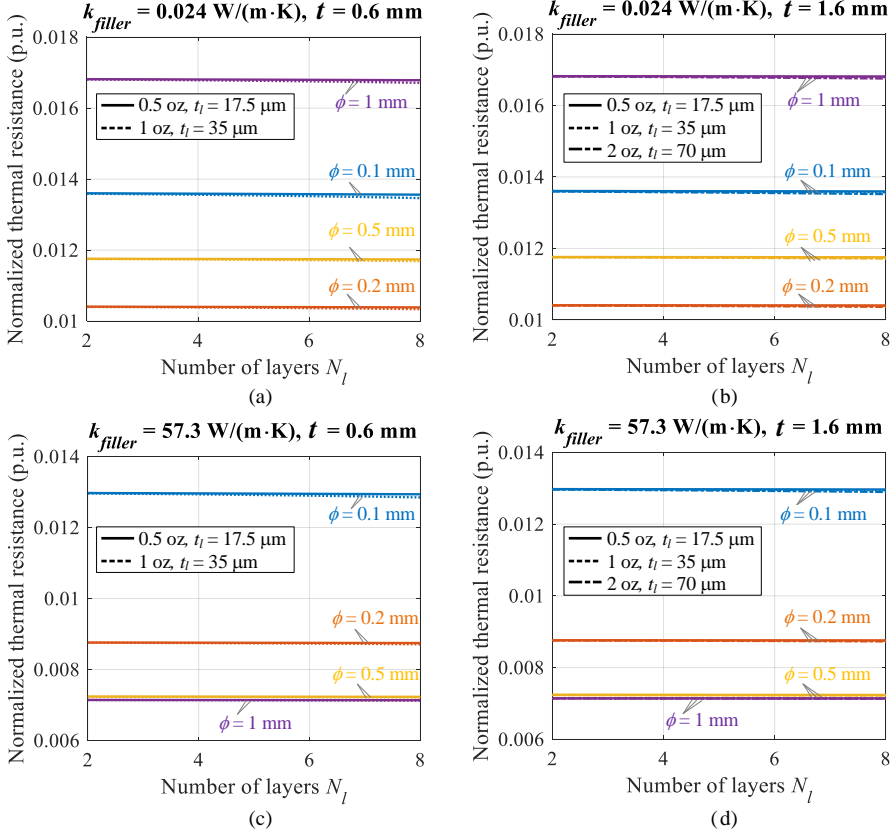 k_filler = 0.024 W/(m·K), t = 0.6 mm
Normalized thermal resistance (p.u.)
0.018
0.016
0.014
0.012
0.01
ϕ = 1 mm
0.5 oz, t_l = 17.5 μm
1 oz, t_l = 35 μm
ϕ = 0.1 mm
ϕ = 0.5 mm
ϕ = 0.2 mm
2 4 6 8
Number of layers N_l
(a)
k_filler = 0.024 W/(m·K), t = 1.6 mm
Normalized thermal resistance (p.u.)
0.018
0.016
0.014
0.012
0.01
ϕ = 1 mm
0.5 oz, t_l = 17.5 μm
1 oz, t_l = 35 μm
2 oz, t_l = 70 μm
ϕ = 0.1 mm
ϕ = 0.5 mm
ϕ = 0.2 mm
2 4 6 8
Number of layers N_l
(b)
k_filler = 57.3 W/(m·K), t = 0.6 mm
Normalized thermal resistance (p.u.)
0.014
0.012
0.01
0.008
0.006
ϕ = 0.1 mm
0.5 oz, t_l = 17.5 μm
1 oz, t_l = 35 μm
ϕ = 0.2 mm
ϕ = 0.5 mm
ϕ = 1 mm
2 4 6 8
Number of layers N_l
(c)
k_filler = 57.3 W/(m·K), t = 1.6 mm
Normalized thermal resistance (p.u.)
0.014
0.012
0.01
0.008
0.006
ϕ = 0.1 mm
0.5 oz, t_l = 17.5 μm
1 oz, t_l = 35 μm
2 oz, t_l = 70 μm
ϕ = 0.2 mm
ϕ = 0.5 mm
ϕ = 1 mm
2 4 6 8
Number of layers N_l
(d)